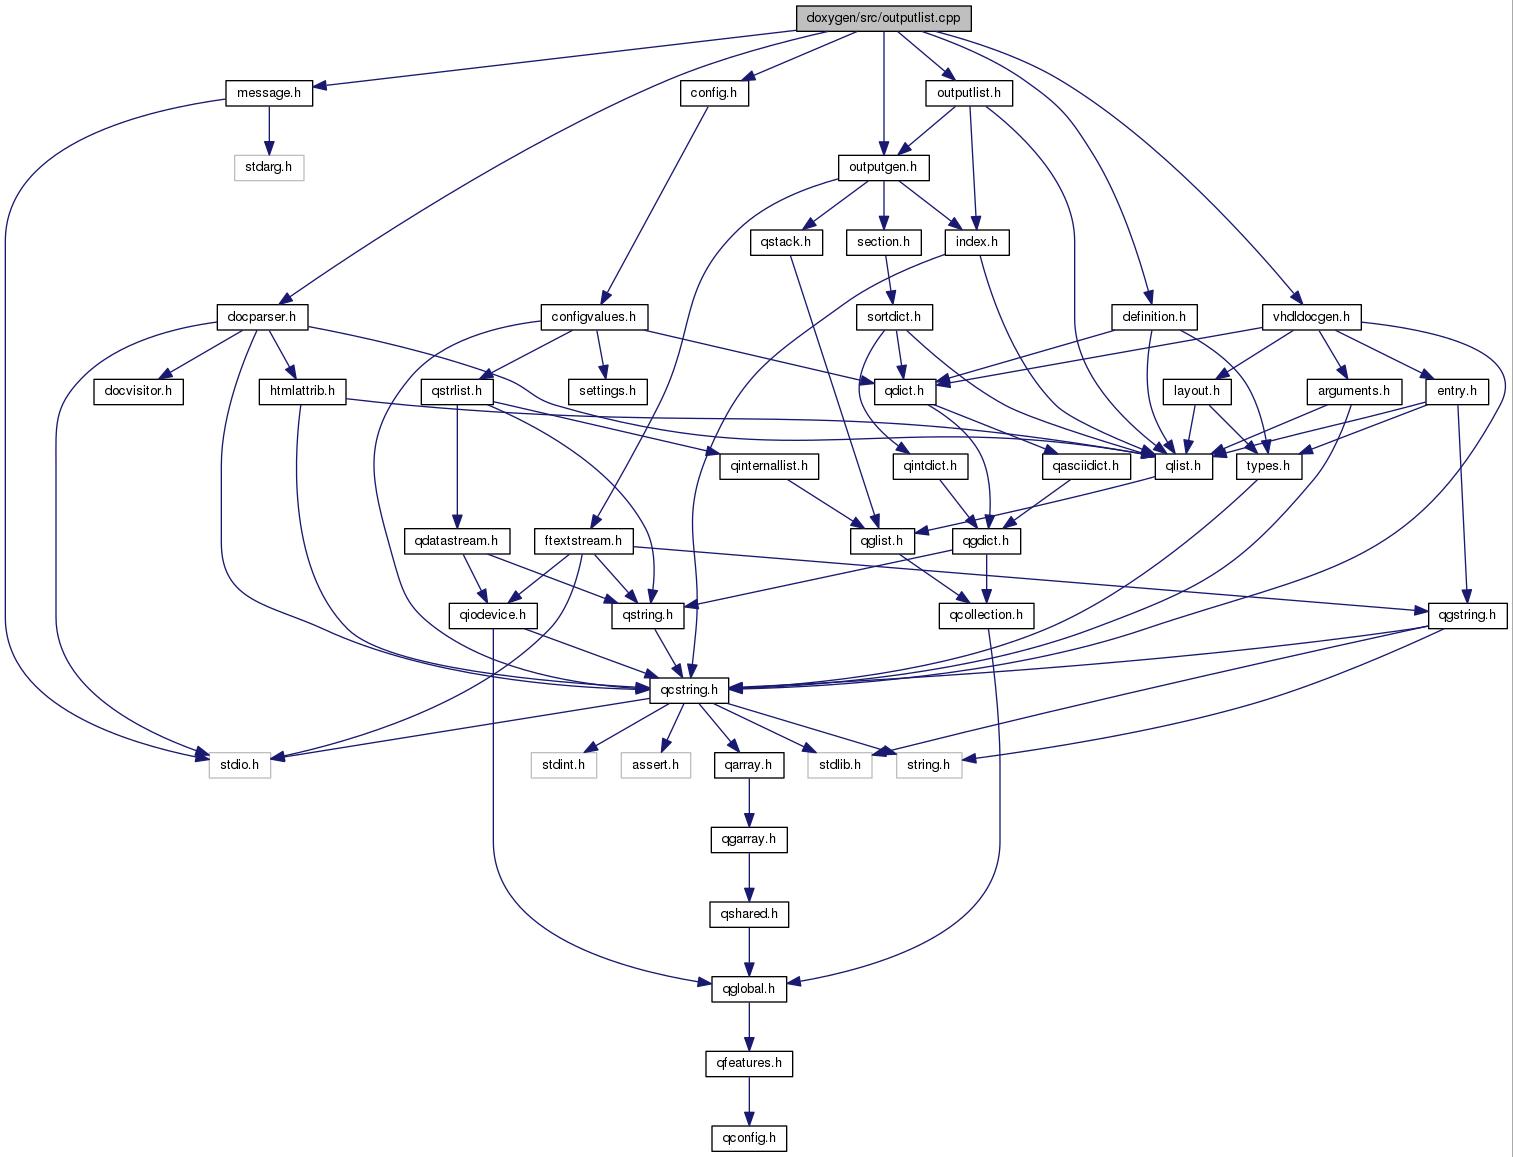 doxygen/src/outputlist.cpp
message.h
config.h
outputlist.h
stdarg.h
outputgen.h
qstack.h
section.h
index.h
docparser.h
configvalues.h
sortdict.h
definition.h
vhdldocgen.h
docvisitor.h
htmlattrib.h
qstrlist.h
settings.h
qdict.h
layout.h
arguments.h
entry.h
qinternallist.h
qintdict.h
qasciidict.h
qlist.h
types.h
qdatastream.h
ftextstream.h
qglist.h
qgdict.h
qiodevice.h
qstring.h
qcollection.h
qgstring.h
qcstring.h
stdio.h
stdint.h
assert.h
qarray.h
stdlib.h
string.h
qgarray.h
qshared.h
qglobal.h
qfeatures.h
qconfig.h